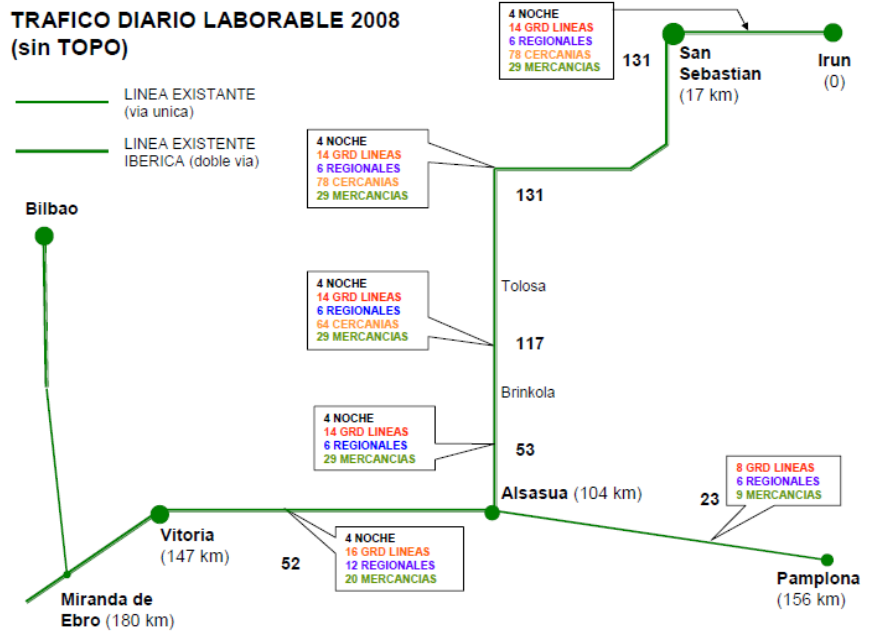 TRAFICO DIARIO LABORABLE 2008
(sin TOPO)
LINEA EXISTANTE
(via unica)
LINEA EXISTENTE
IBERICA (doble via)
4 NOCHE
14 GRD LINEAS
6 REGIONALES
78 CERCANIAS
29 MERCANCIAS
131
San
Sebastian
(17 km)
Irun
(0)
4 NOCHE
14 GRD LINEAS
6 REGIONALES
78 CERCANIAS
29 MERCANCIAS
131
Bilbao
Tolosa
4 NOCHE
14 GRD LINEAS
6 REGIONALES
64 CERCANIAS
29 MERCANCIAS
117
Brinkola
4 NOCHE
14 GRD LINEAS
6 REGIONALES
29 MERCANCIAS
53
Alsasua (104 km)
23
8 GRD LINEAS
6 REGIONALES
9 MERCANCIAS
Vitoria
(147 km)
52
4 NOCHE
16 GRD LINEAS
12 REGIONALES
20 MERCANCIAS
Pamplona
(156 km)
Miranda de
Ebro (180 km)